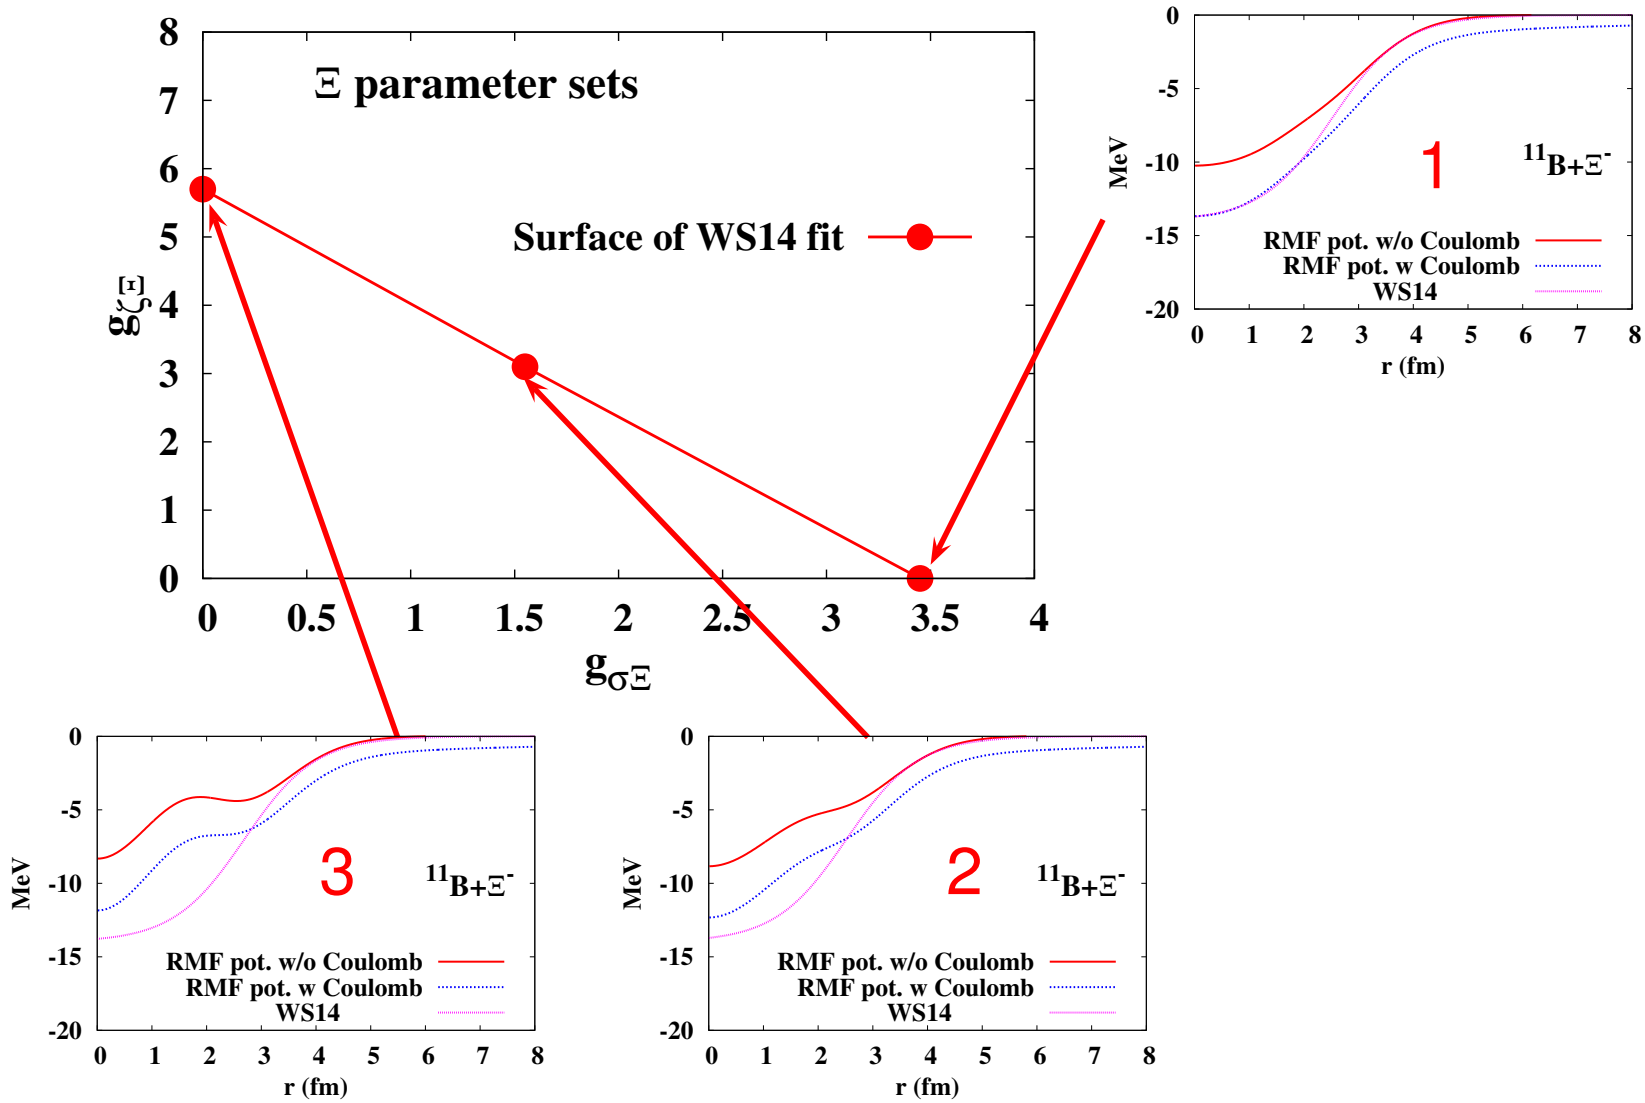 Ξ parameter sets
Surface of WS14 fit
8
7
6
5
4
3
2
1
0
gζΞ
0 0.5 1 1.5 2 2.5 3 3.5 4
gσΞ
0
-5
-10
-15
-20
MeV
1
11B+Ξ-
RMF pot. w/o Coulomb
RMF pot. w Coulomb
WS14
0 1 2 3 4 5 6 7 8
r (fm)
0
-5
-10
-15
-20
MeV
3
11B+Ξ-
RMF pot. w/o Coulomb
RMF pot. w Coulomb
WS14
0 1 2 3 4 5 6 7 8
r (fm)
0
-5
-10
-15
-20
MeV
2
11B+Ξ-
RMF pot. w/o Coulomb
RMF pot. w Coulomb
WS14
0 1 2 3 4 5 6 7 8
r (fm)